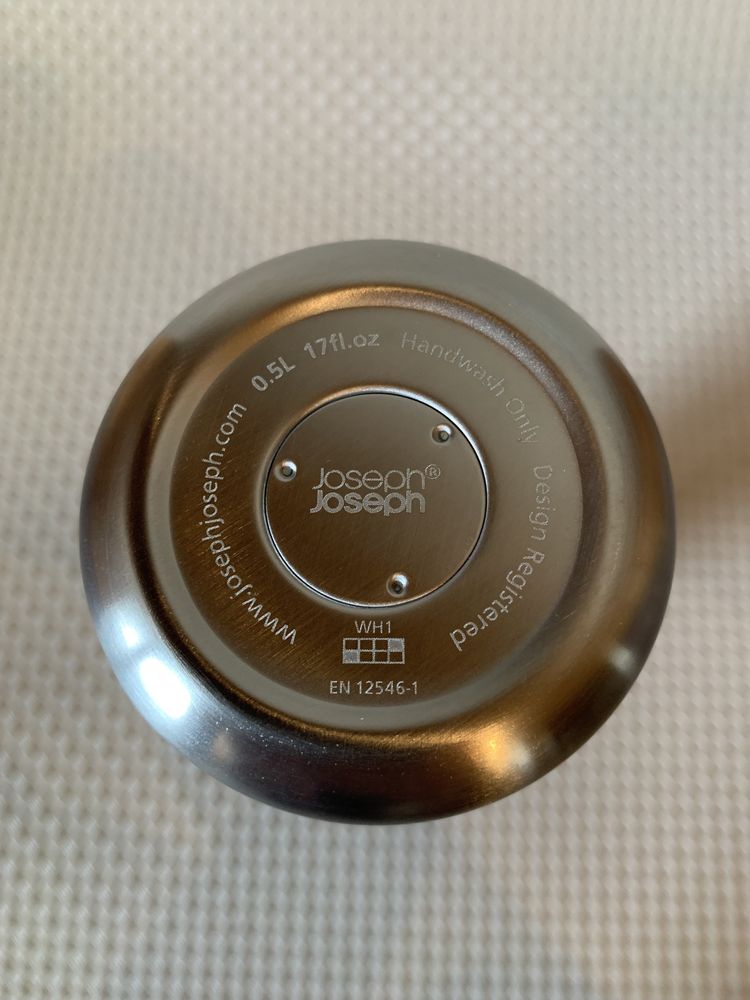 www.josephjoseph.com 0.5L 17fl.oz Handwash Only Design Registered
Joseph®
Joseph
WH1
EN 12546-1